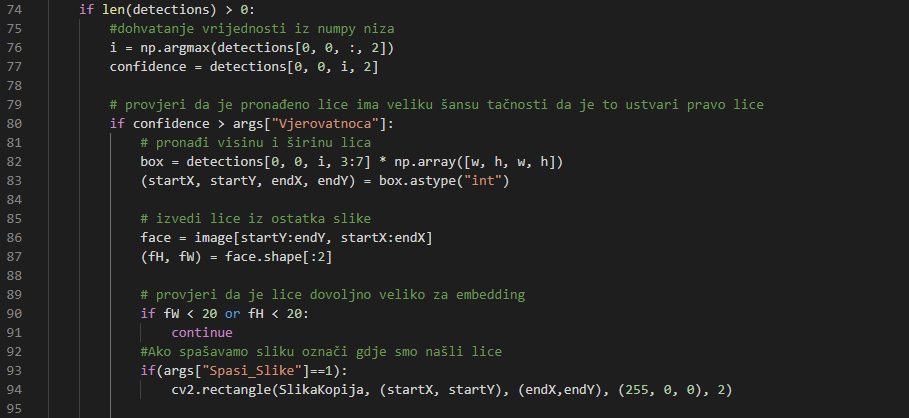 74 if len(detections) > 0:
75 #dohvatanje vrijednosti iz numpy niza
76 i = np.argmax(detections[0, 0, :, 2])
77 confidence = detections[0, 0, i, 2]
78
79 # provjeri da je pronađeno lice ima veliku šansu tačnosti da je to ustvari pravo lice
80 if confidence > args["Vjerovatnoca"]:
81 # pronađi visinu i širinu lica
82 box = detections[0, 0, i, 3:7] * np.array([w, h, w, h])
83 (startX, startY, endX, endY) = box.astype("int")
84
85 # izvedi lice iz ostatka slike
86 face = image[startY:endY, startX:endX]
87 (fH, fW) = face.shape[:2]
88
89 # provjeri da je lice dovoljno veliko za embedding
90 if fW < 20 or fH < 20:
91 continue
92 #Ako spašavamo sliku označi gdje smo našli lice
93 if(args["Spasi_Slike"]==1):
94 cv2.rectangle(SlikaKopija, (startX, startY), (endX,endY), (255, 0, 0), 2)
95